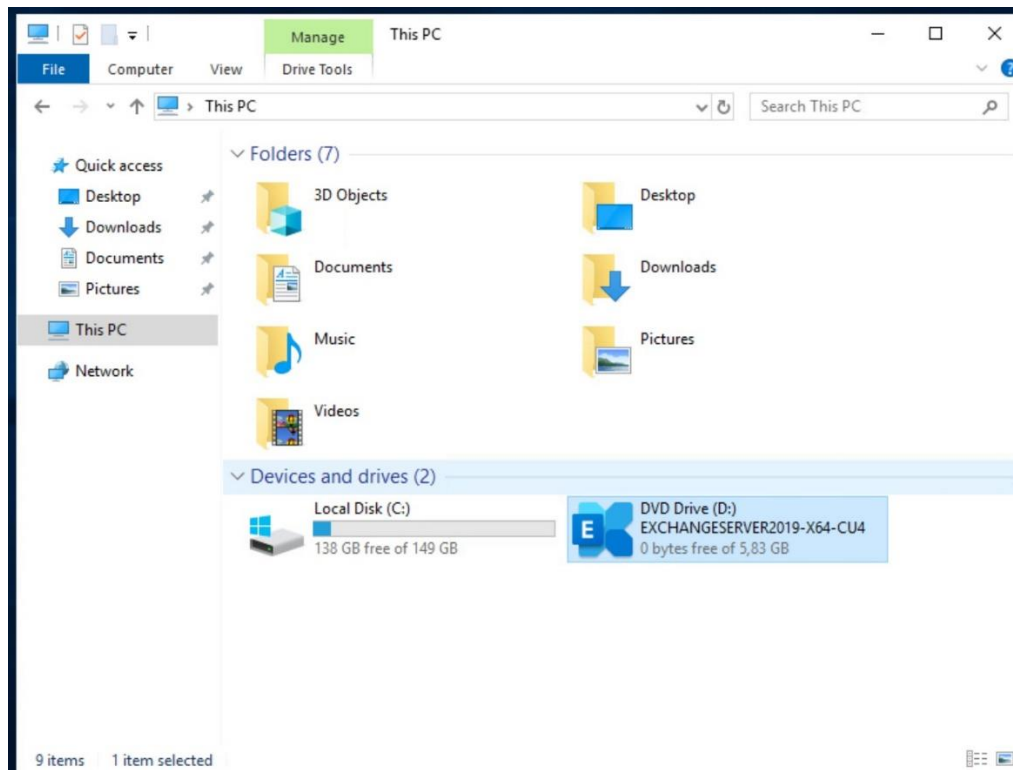 Manage
This PC
File
Computer
View
Drive Tools
This PC
Search This PC
Quick access
Desktop
Downloads
Documents
Pictures
This PC
Network
Folders (7)
3D Objects
Desktop
Documents
Downloads
Music
Pictures
Videos
Devices and drives (2)
Local Disk (C:)
138 GB free of 149 GB
DVD Drive (D:)
EXCHANGESERVER2019-X64-CU4
0 bytes free of 5,83 GB
9 items
1 item selected